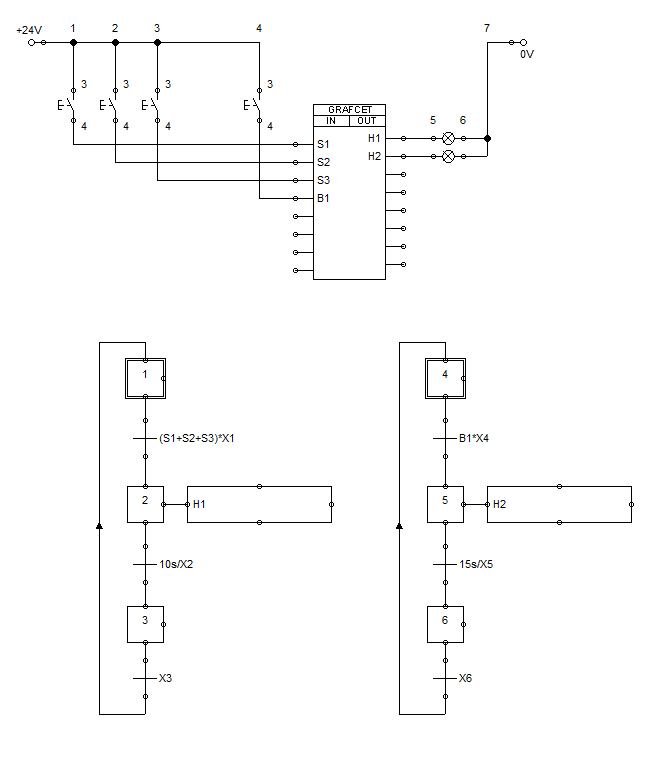 +24V 1 2 3 4 7
0V
3 3 3 3
4 4 4 4
GRAFCET
IN OUT
5 6
H1
S1
H2
S2
S3
B1
1 4
(S1+S2+S3)*X1 B1*X4
2 H1 5 H2
10s/X2 15s/X5
3 6
X3 X6